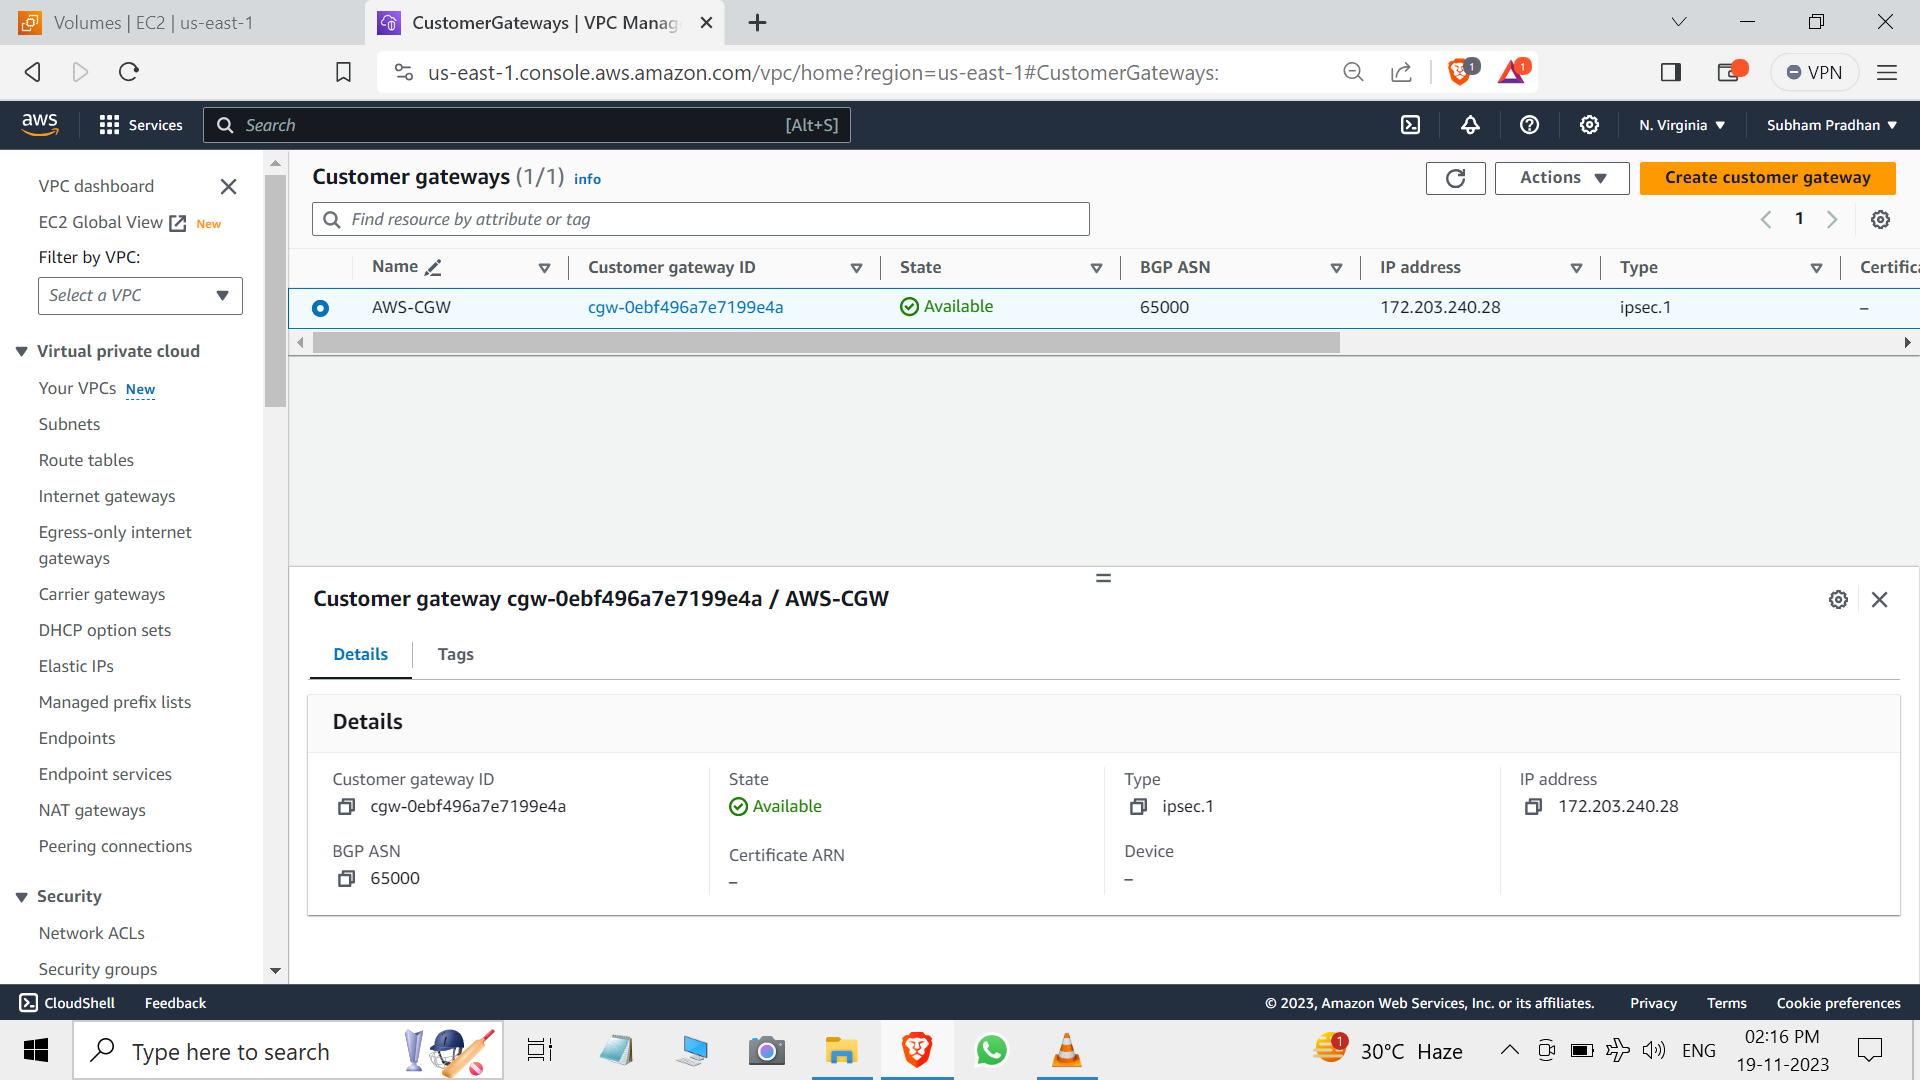 Volumes | EC2 | us-east-1
CustomerGateways | VPC Manag
us-east-1.console.aws.amazon.com/vpc/home?region=us-east-1#CustomerGateways:
1
1
VPN
aws
Services
Search
[Alt+S]
N. Virginia
Subham Pradhan
VPC dashboard
EC2 Global View New
Filter by VPC:
Select a VPC
Virtual private cloud
Your VPCs New
Subnets
Route tables
Internet gateways
Egress-only internet
gateways
Carrier gateways
DHCP option sets
Elastic IPs
Managed prefix lists
Endpoints
Endpoint services
NAT gateways
Peering connections
Security
Network ACLs
Security groups
Customer gateways (1/1) info
Actions
Create customer gateway
Find resource by attribute or tag
1
Name Customer gateway ID State BGP ASN IP address Type Certifica
AWS-CGW cgw-0ebf496a7e7199e4a Available 65000 172.203.240.28 ipsec.1 –
Customer gateway cgw-0ebf496a7e7199e4a / AWS-CGW
Details Tags
Details
Customer gateway ID
cgw-0ebf496a7e7199e4a
State
Available
Type
ipsec.1
IP address
172.203.240.28
BGP ASN
65000
Certificate ARN
–
Device
–
CloudShell Feedback
© 2023, Amazon Web Services, Inc. or its affiliates. Privacy Terms Cookie preferences
Type here to search
1
30°C Haze
ENG
02:16 PM
19-11-2023